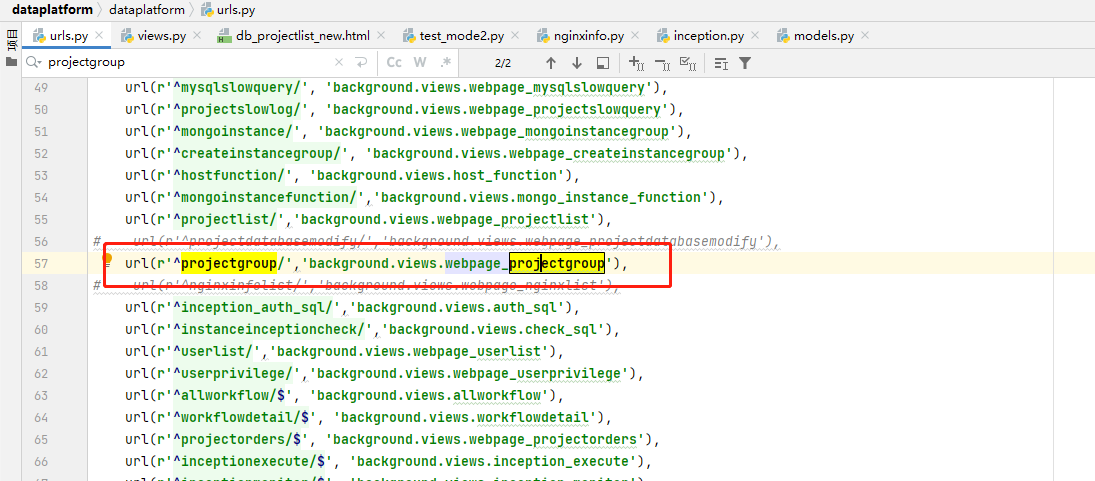 dataplatform 〉 dataplatform 〉 urls.py
项目
urls.py × views.py × db_projectlist_new.html × test_mode2.py × nginxinfo.py × inception.py × models.py ×
projectgroup × Cc W .* 2/2
49 url(r'^mysqlslowquery/', 'background.views.webpage_mysqlslowquery'),
50 url(r'^projectslowlog/', 'background.views.webpage_projectslowquery'),
51 url(r'^mongoinstance/', 'background.views.webpage_mongoinstancegroup'),
52 url(r'^createinstancegroup/', 'background.views.webpage_createinstancegroup'),
53 url(r'^hostfunction/', 'background.views.host_function'),
54 url(r'^mongoinstancefunction/','background.views.mongo_instance_function'),
55 url(r'^projectlist/','background.views.webpage_projectlist'),
56 # url(r'^projectdatabasemodify/','background.views.webpage_projectdatabasemodify'),
57 url(r'^projectgroup/','background.views.webpage_projectgroup'),
58 # url(r'^nginxinfolist/','background.views.webpage_nginxlist'),
59 url(r'^inception_auth_sql/','background.views.auth_sql'),
60 url(r'^instanceinceptioncheck/','background.views.check_sql'),
61 url(r'^userlist/','background.views.webpage_userlist'),
62 url(r'^userprivilege/','background.views.webpage_userprivilege'),
63 url(r'^allworkflow/$', 'background.views.allworkflow'),
64 url(r'^workflowdetail/$', 'background.views.workflowdetail'),
65 url(r'^projectorders/$', 'background.views.webpage_projectorders'),
66 url(r'^inceptionexecute/$', 'background.views.inception_execute'),